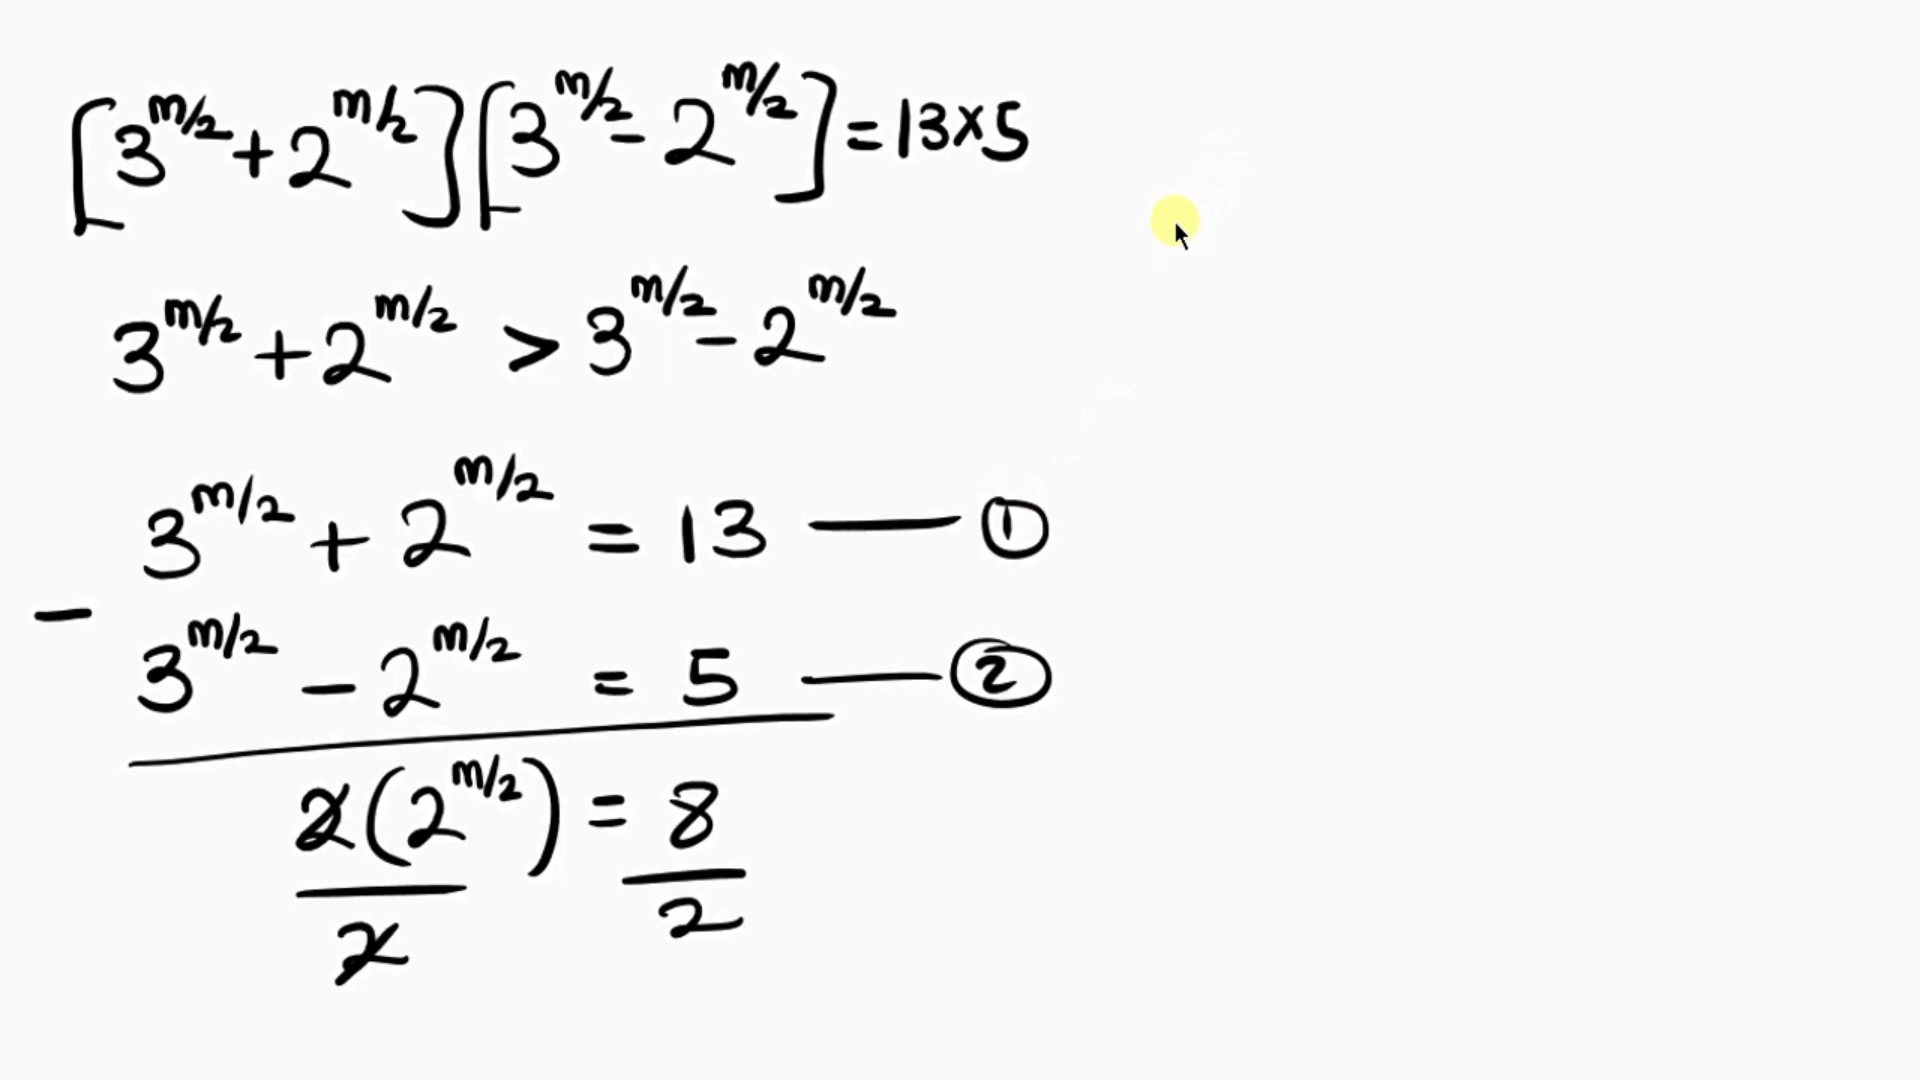 [3^(m/2) + 2^(m/2)][3^(m/2) - 2^(m/2)] = 13×5
3^(m/2) + 2^(m/2) > 3^(m/2) - 2^(m/2)
3^(m/2) + 2^(m/2) = 13 — ①
-
3^(m/2) - 2^(m/2) = 5 — ②
2(2^(m/2))/2 = 8/2